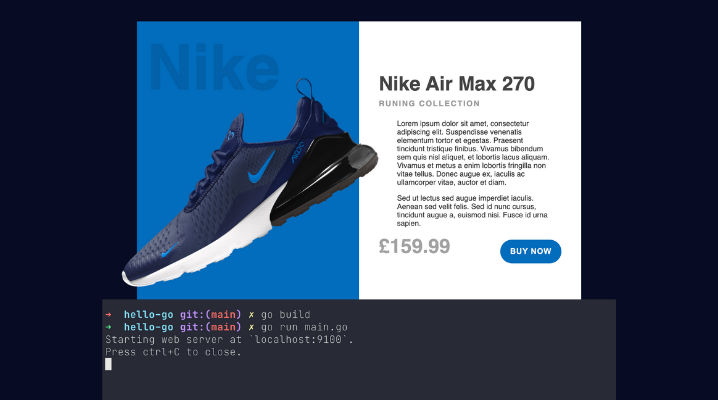 Nike
Nike Air Max 270
RUNING COLLECTION
Lorem ipsum dolor sit amet, consectetur
adipiscing elit. Suspendisse venenatis
elementum tortor et egestas. Praesent
tincidunt tristique finibus. Vivamus bibendum
sem quis nisl aliquet, et lobortis lacus aliquam.
Vivamus et metus a enim lobortis fringilla non
vitae tellus. Donec augue ex, iaculis ac
ullamcorper vitae, auctor et diam.
Sed ut lectus sed augue imperdiet iaculis.
Aenean sed velit felis. Sed id nunc cursus,
tincidunt augue a, euismod nisi. Fusce id urna
sapien.
£159.99
BUY NOW
→ hello-go git:(main) ✗ go build
→ hello-go git:(main) ✗ go run main.go
Starting web server at `localhost:9100`.
Press ctrl+C to close.